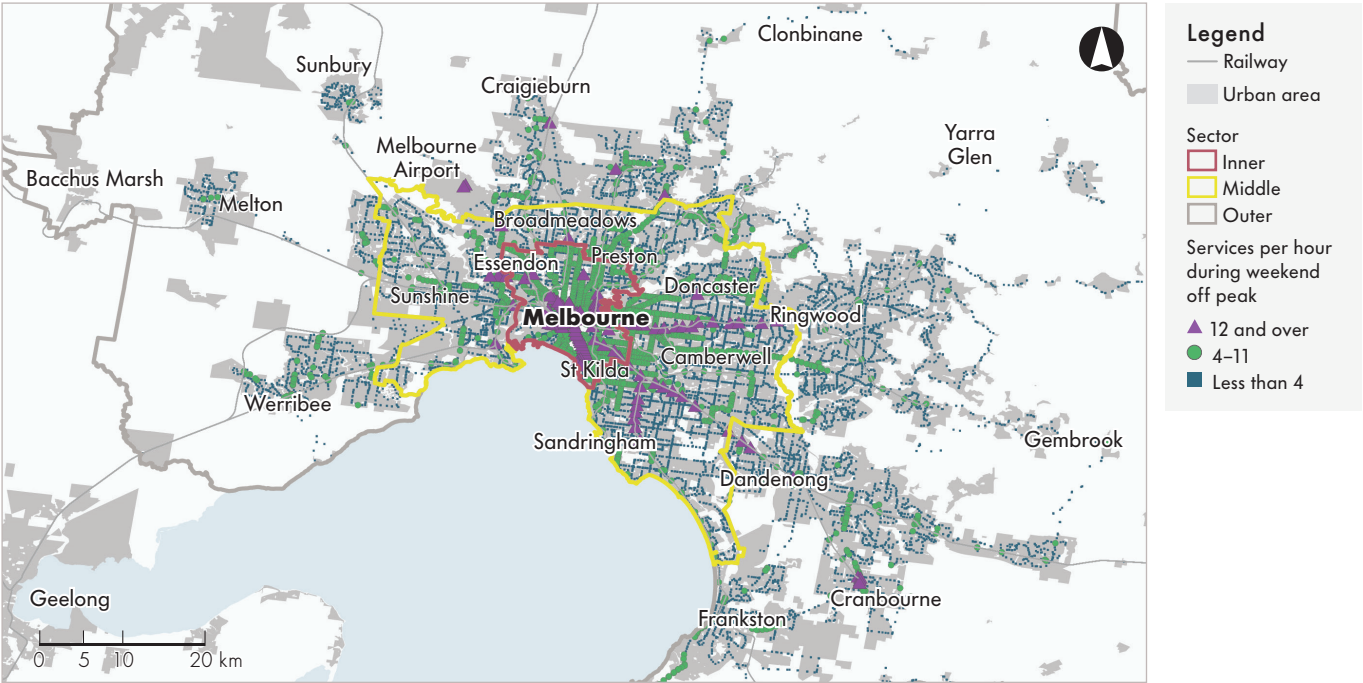 Clonbinane
Sunbury
Craigieburn
Melbourne
Airport
Yarra
Glen
Bacchus Marsh
Melton
Broadmeadows
Essendon
Preston
Sunshine
Doncaster
Melbourne
Ringwood
Camberwell
St Kilda
Werribee
Sandringham
Gembrook
Dandenong
Geelong
Cranbourne
Frankston
0 5 10 20 km
Legend
Railway
Urban area
Sector
Inner
Middle
Outer
Services per hour
during weekend
off peak
12 and over
4–11
Less than 4